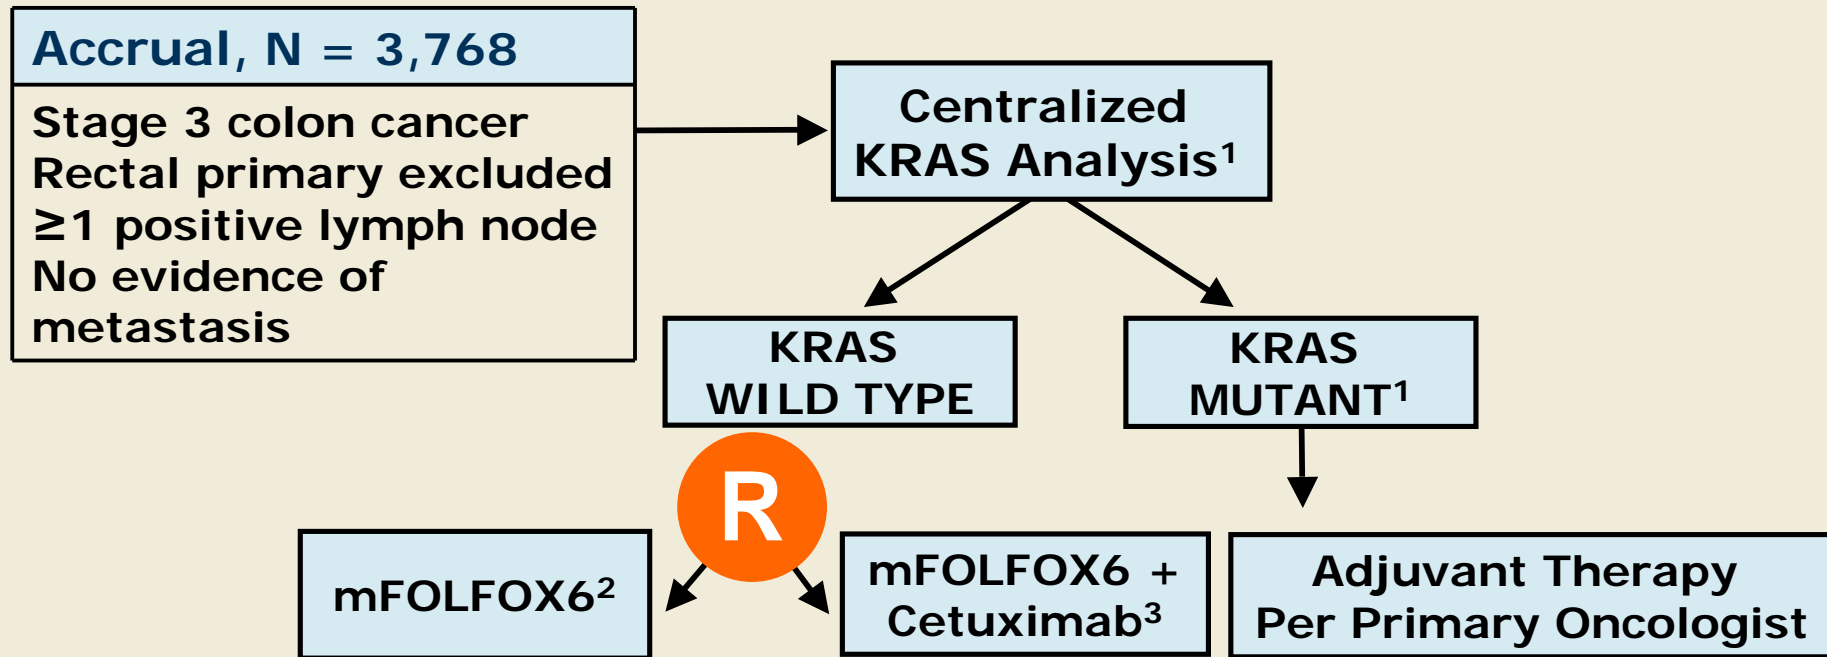 Accrual, N = 3,768
Stage 3 colon cancer
Rectal primary excluded
≥1 positive lymph node
No evidence of
metastasis
Centralized
KRAS Analysis¹
KRAS
WILD TYPE
KRAS
MUTANT¹
R
mFOLFOX6²
mFOLFOX6 +
Cetuximab³
Adjuvant Therapy
Per Primary Oncologist